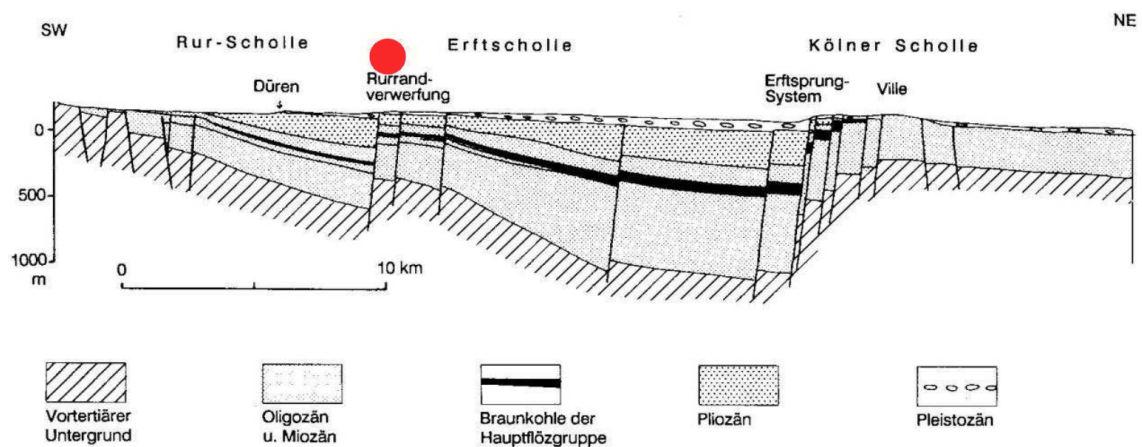 SW
NE
Rur-Scholle
Erftscholle
Kölner Scholle
Düren
Rurrand-
verwerfung
Erftsprung-
System
Ville
0
500
1000
m
0
10 km
Vortertiärer
Untergrund
Oligozän
u. Miozän
Braunkohle der
Hauptflözgruppe
Pliozän
Pleistozän